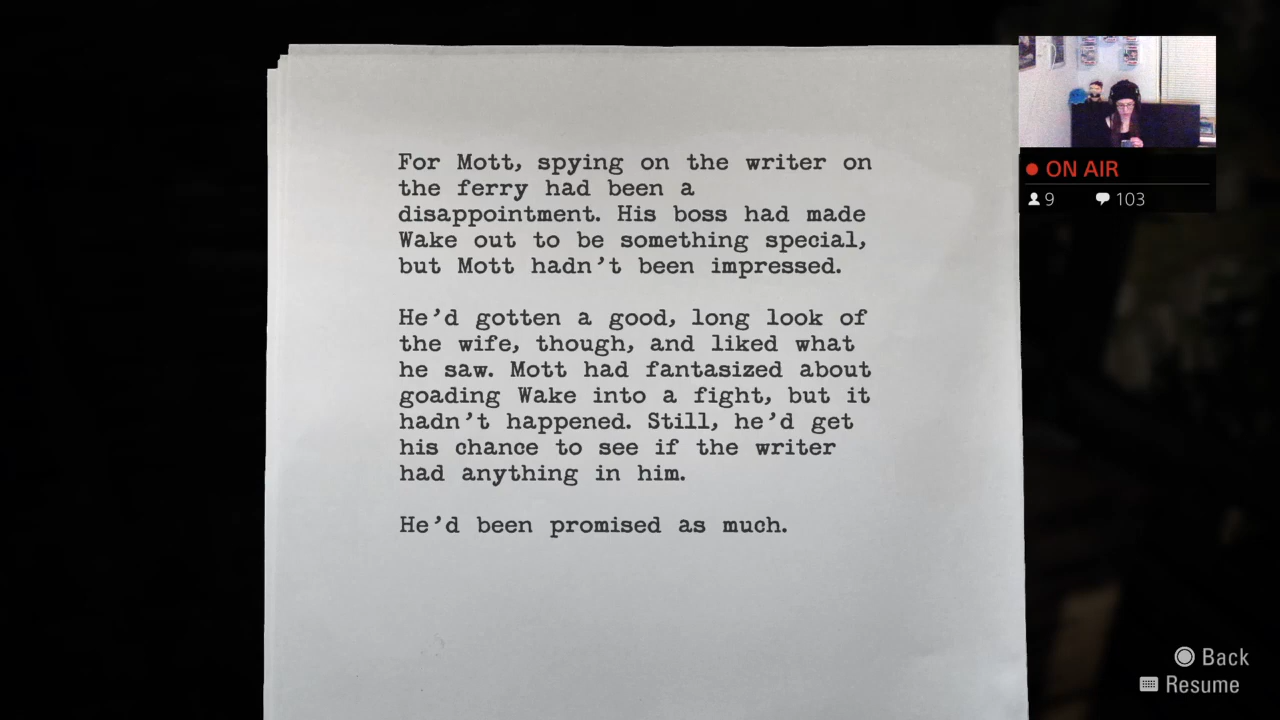 For Mott, spying on the writer on
the ferry had been a
disappointment. His boss had made
Wake out to be something special,
but Mott hadn't been impressed.
He'd gotten a good, long look of
the wife, though, and liked what
he saw. Mott had fantasized about
goading Wake into a fight, but it
hadn't happened. Still, he'd get
his chance to see if the writer
had anything in him.
He'd been promised as much.
ON AIR
9 103
Back
Resume